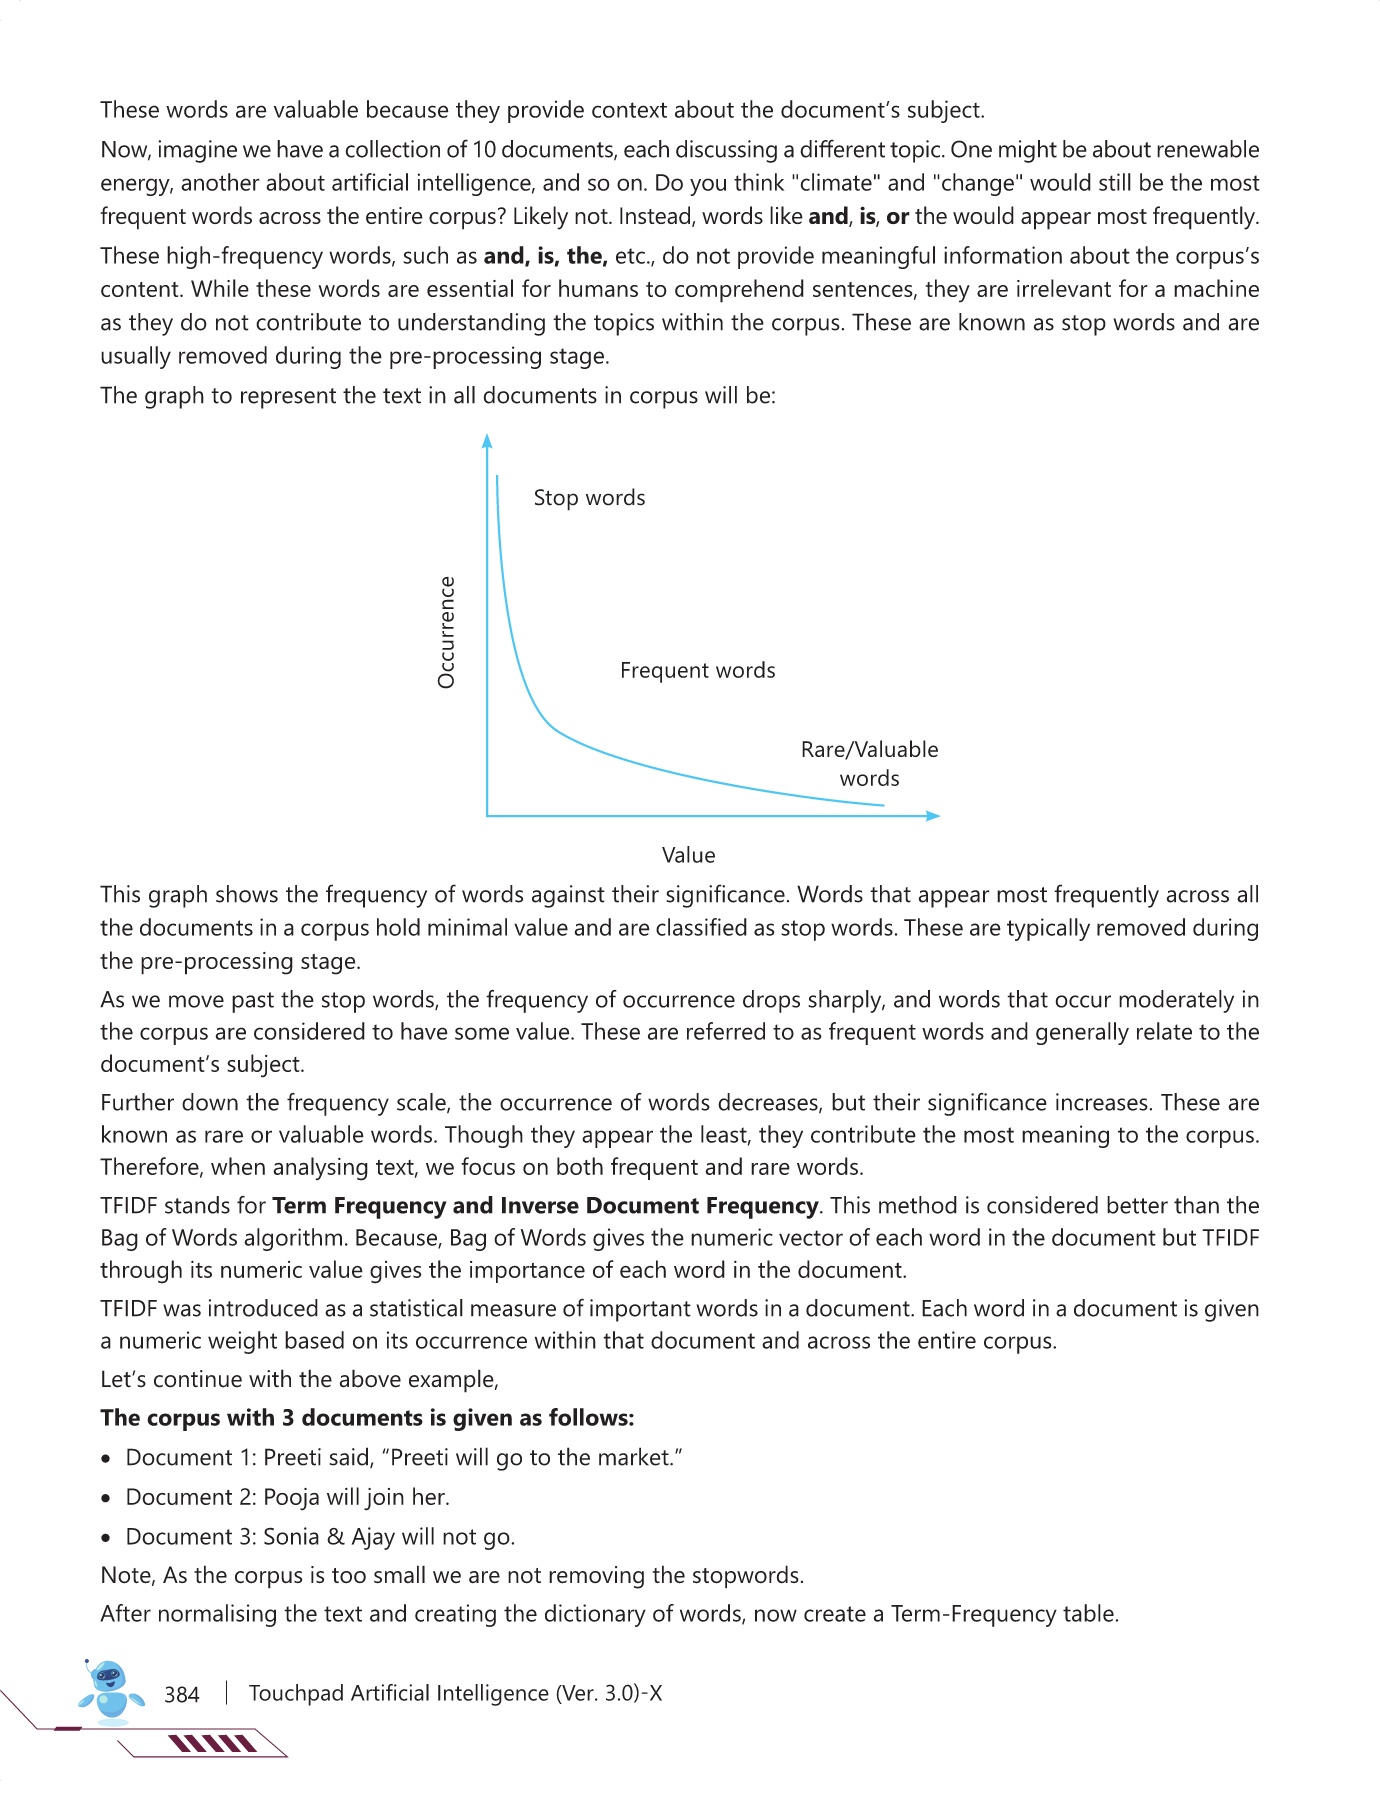 These words are valuable because they provide context about the document’s subject.
Now, imagine we have a collection of 10 documents, each discussing a different topic. One might be about renewable
energy, another about artificial intelligence, and so on. Do you think "climate" and "change" would still be the most
frequent words across the entire corpus? Likely not. Instead, words like and, is, or the would appear most frequently.
These high-frequency words, such as and, is, the, etc., do not provide meaningful information about the corpus’s
content. While these words are essential for humans to comprehend sentences, they are irrelevant for a machine
as they do not contribute to understanding the topics within the corpus. These are known as stop words and are
usually removed during the pre-processing stage.
The graph to represent the text in all documents in corpus will be:
Stop words
Occurrence
Frequent words
Rare/Valuable
words
Value
This graph shows the frequency of words against their significance. Words that appear most frequently across all
the documents in a corpus hold minimal value and are classified as stop words. These are typically removed during
the pre-processing stage.
As we move past the stop words, the frequency of occurrence drops sharply, and words that occur moderately in
the corpus are considered to have some value. These are referred to as frequent words and generally relate to the
document’s subject.
Further down the frequency scale, the occurrence of words decreases, but their significance increases. These are
known as rare or valuable words. Though they appear the least, they contribute the most meaning to the corpus.
Therefore, when analysing text, we focus on both frequent and rare words.
TFIDF stands for Term Frequency and Inverse Document Frequency. This method is considered better than the
Bag of Words algorithm. Because, Bag of Words gives the numeric vector of each word in the document but TFIDF
through its numeric value gives the importance of each word in the document.
TFIDF was introduced as a statistical measure of important words in a document. Each word in a document is given
a numeric weight based on its occurrence within that document and across the entire corpus.
Let’s continue with the above example,
The corpus with 3 documents is given as follows:
• Document 1: Preeti said, “Preeti will go to the market.”
• Document 2: Pooja will join her.
• Document 3: Sonia & Ajay will not go.
Note, As the corpus is too small we are not removing the stopwords.
After normalising the text and creating the dictionary of words, now create a Term-Frequency table.
384 | Touchpad Artificial Intelligence (Ver. 3.0)-X